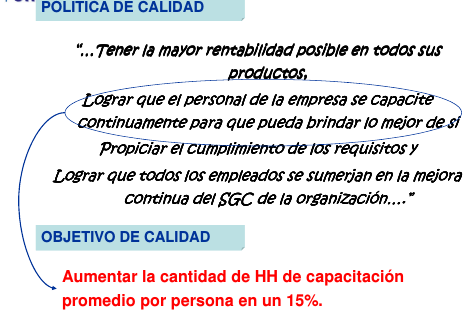 POLÍTICA DE CALIDAD
“...Tener la mayor rentabilidad posible en todos sus
productos,
Lograr que el personal de la empresa se capacite
continuamente para que pueda brindar lo mejor de si
Propiciar el cumplimiento de los requisitos y
Lograr que todos los empleados se sumerjan en la mejora
continua del SGC de la organización....”
OBJETIVO DE CALIDAD
Aumentar la cantidad de HH de capacitación
promedio por persona en un 15%.